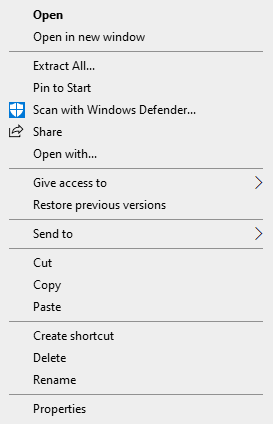 Open
Open in new window
Extract All...
Pin to Start
Scan with Windows Defender...
Share
Open with...
Give access to
Restore previous versions
Send to
Cut
Copy
Paste
Create shortcut
Delete
Rename
Properties